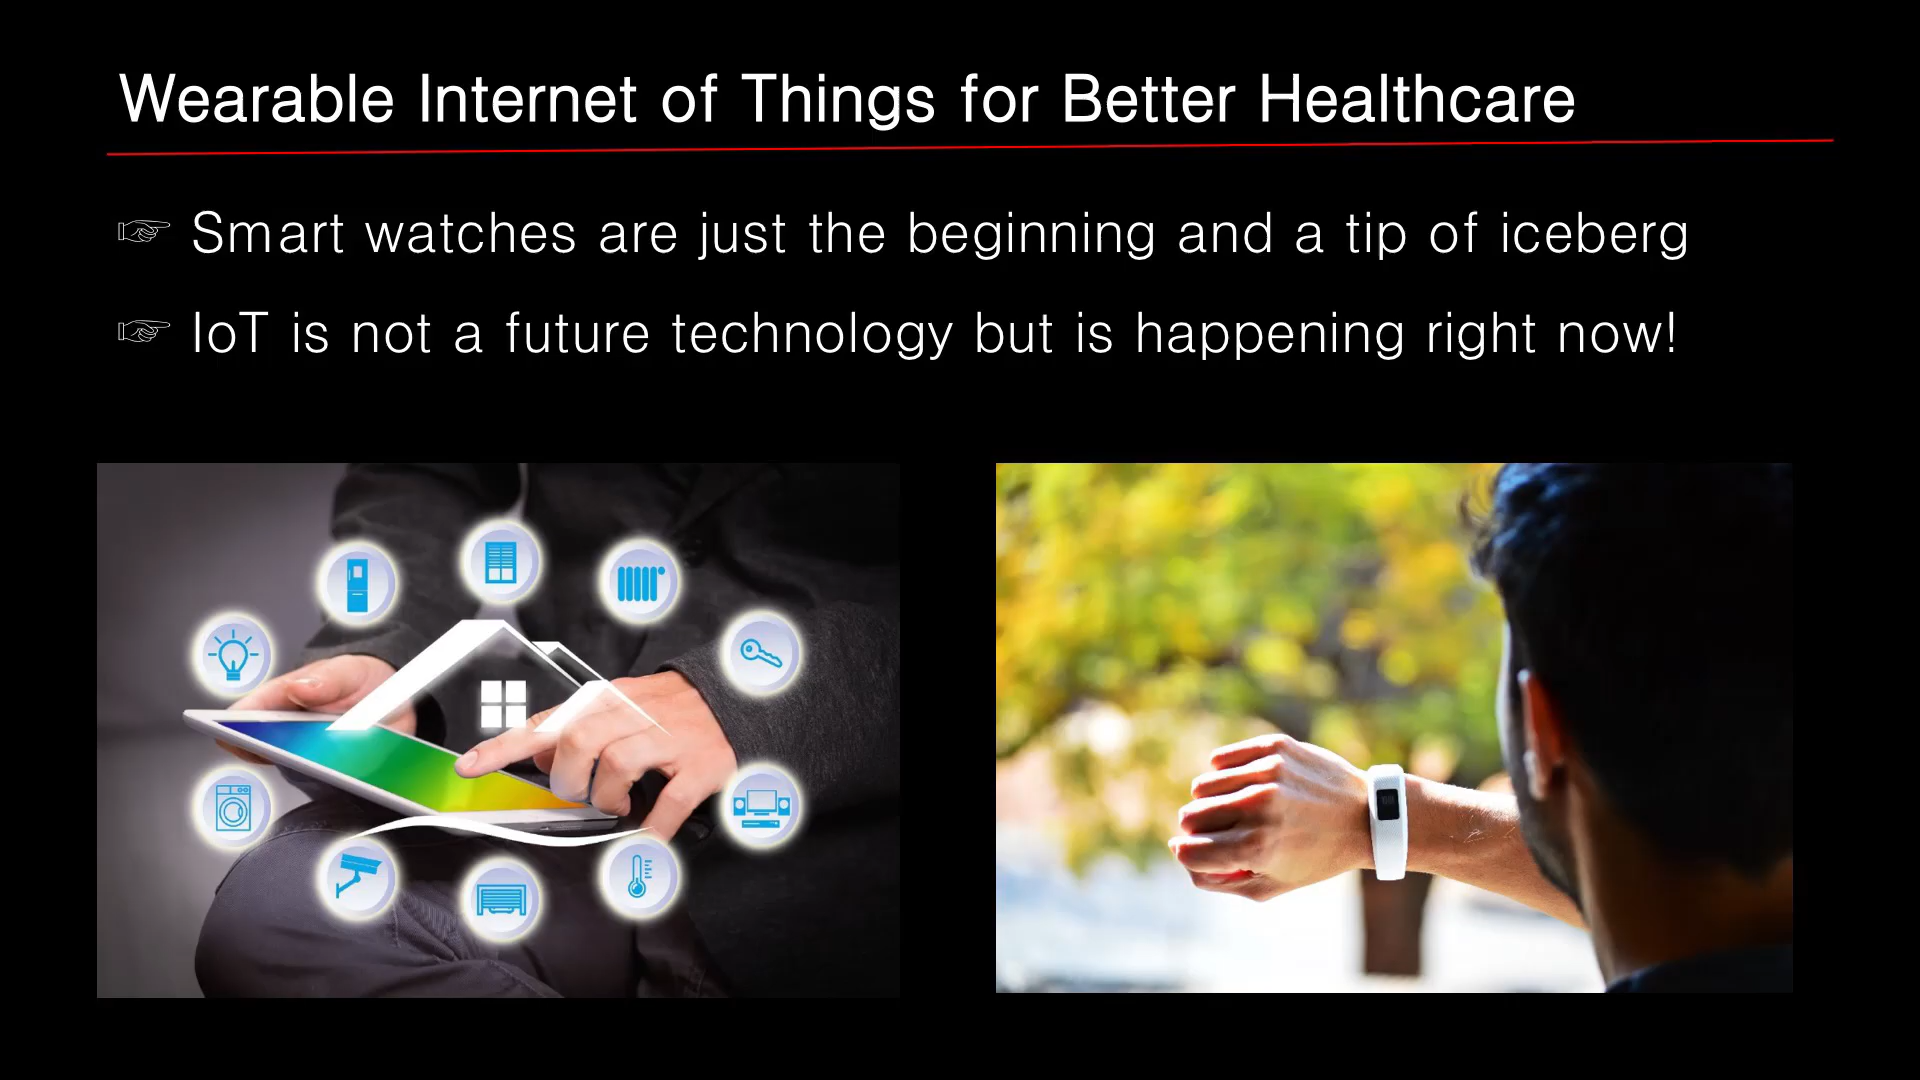 Wearable Internet of Things for Better Healthcare
☞ Smart watches are just the beginning and a tip of iceberg
☞ IoT is not a future technology but is happening right now!